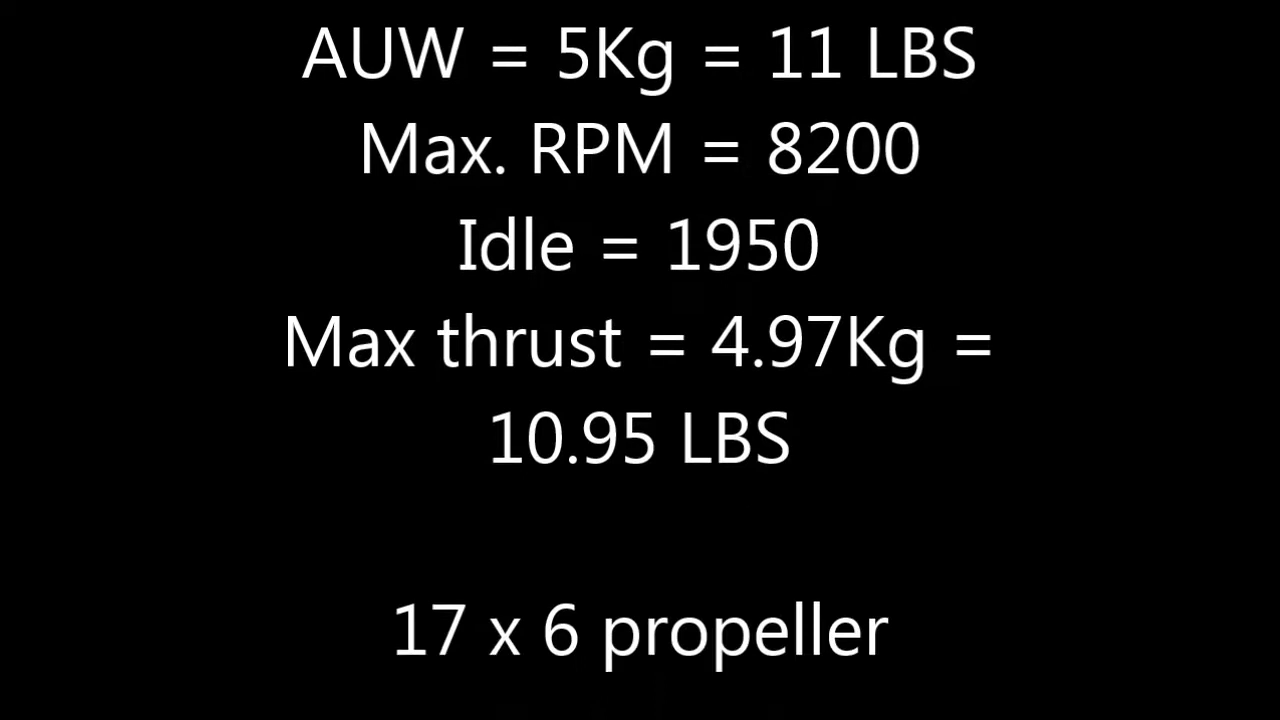 AUW = 5Kg = 11 LBS
Max. RPM = 8200
Idle = 1950
Max thrust = 4.97Kg =
10.95 LBS
17 x 6 propeller